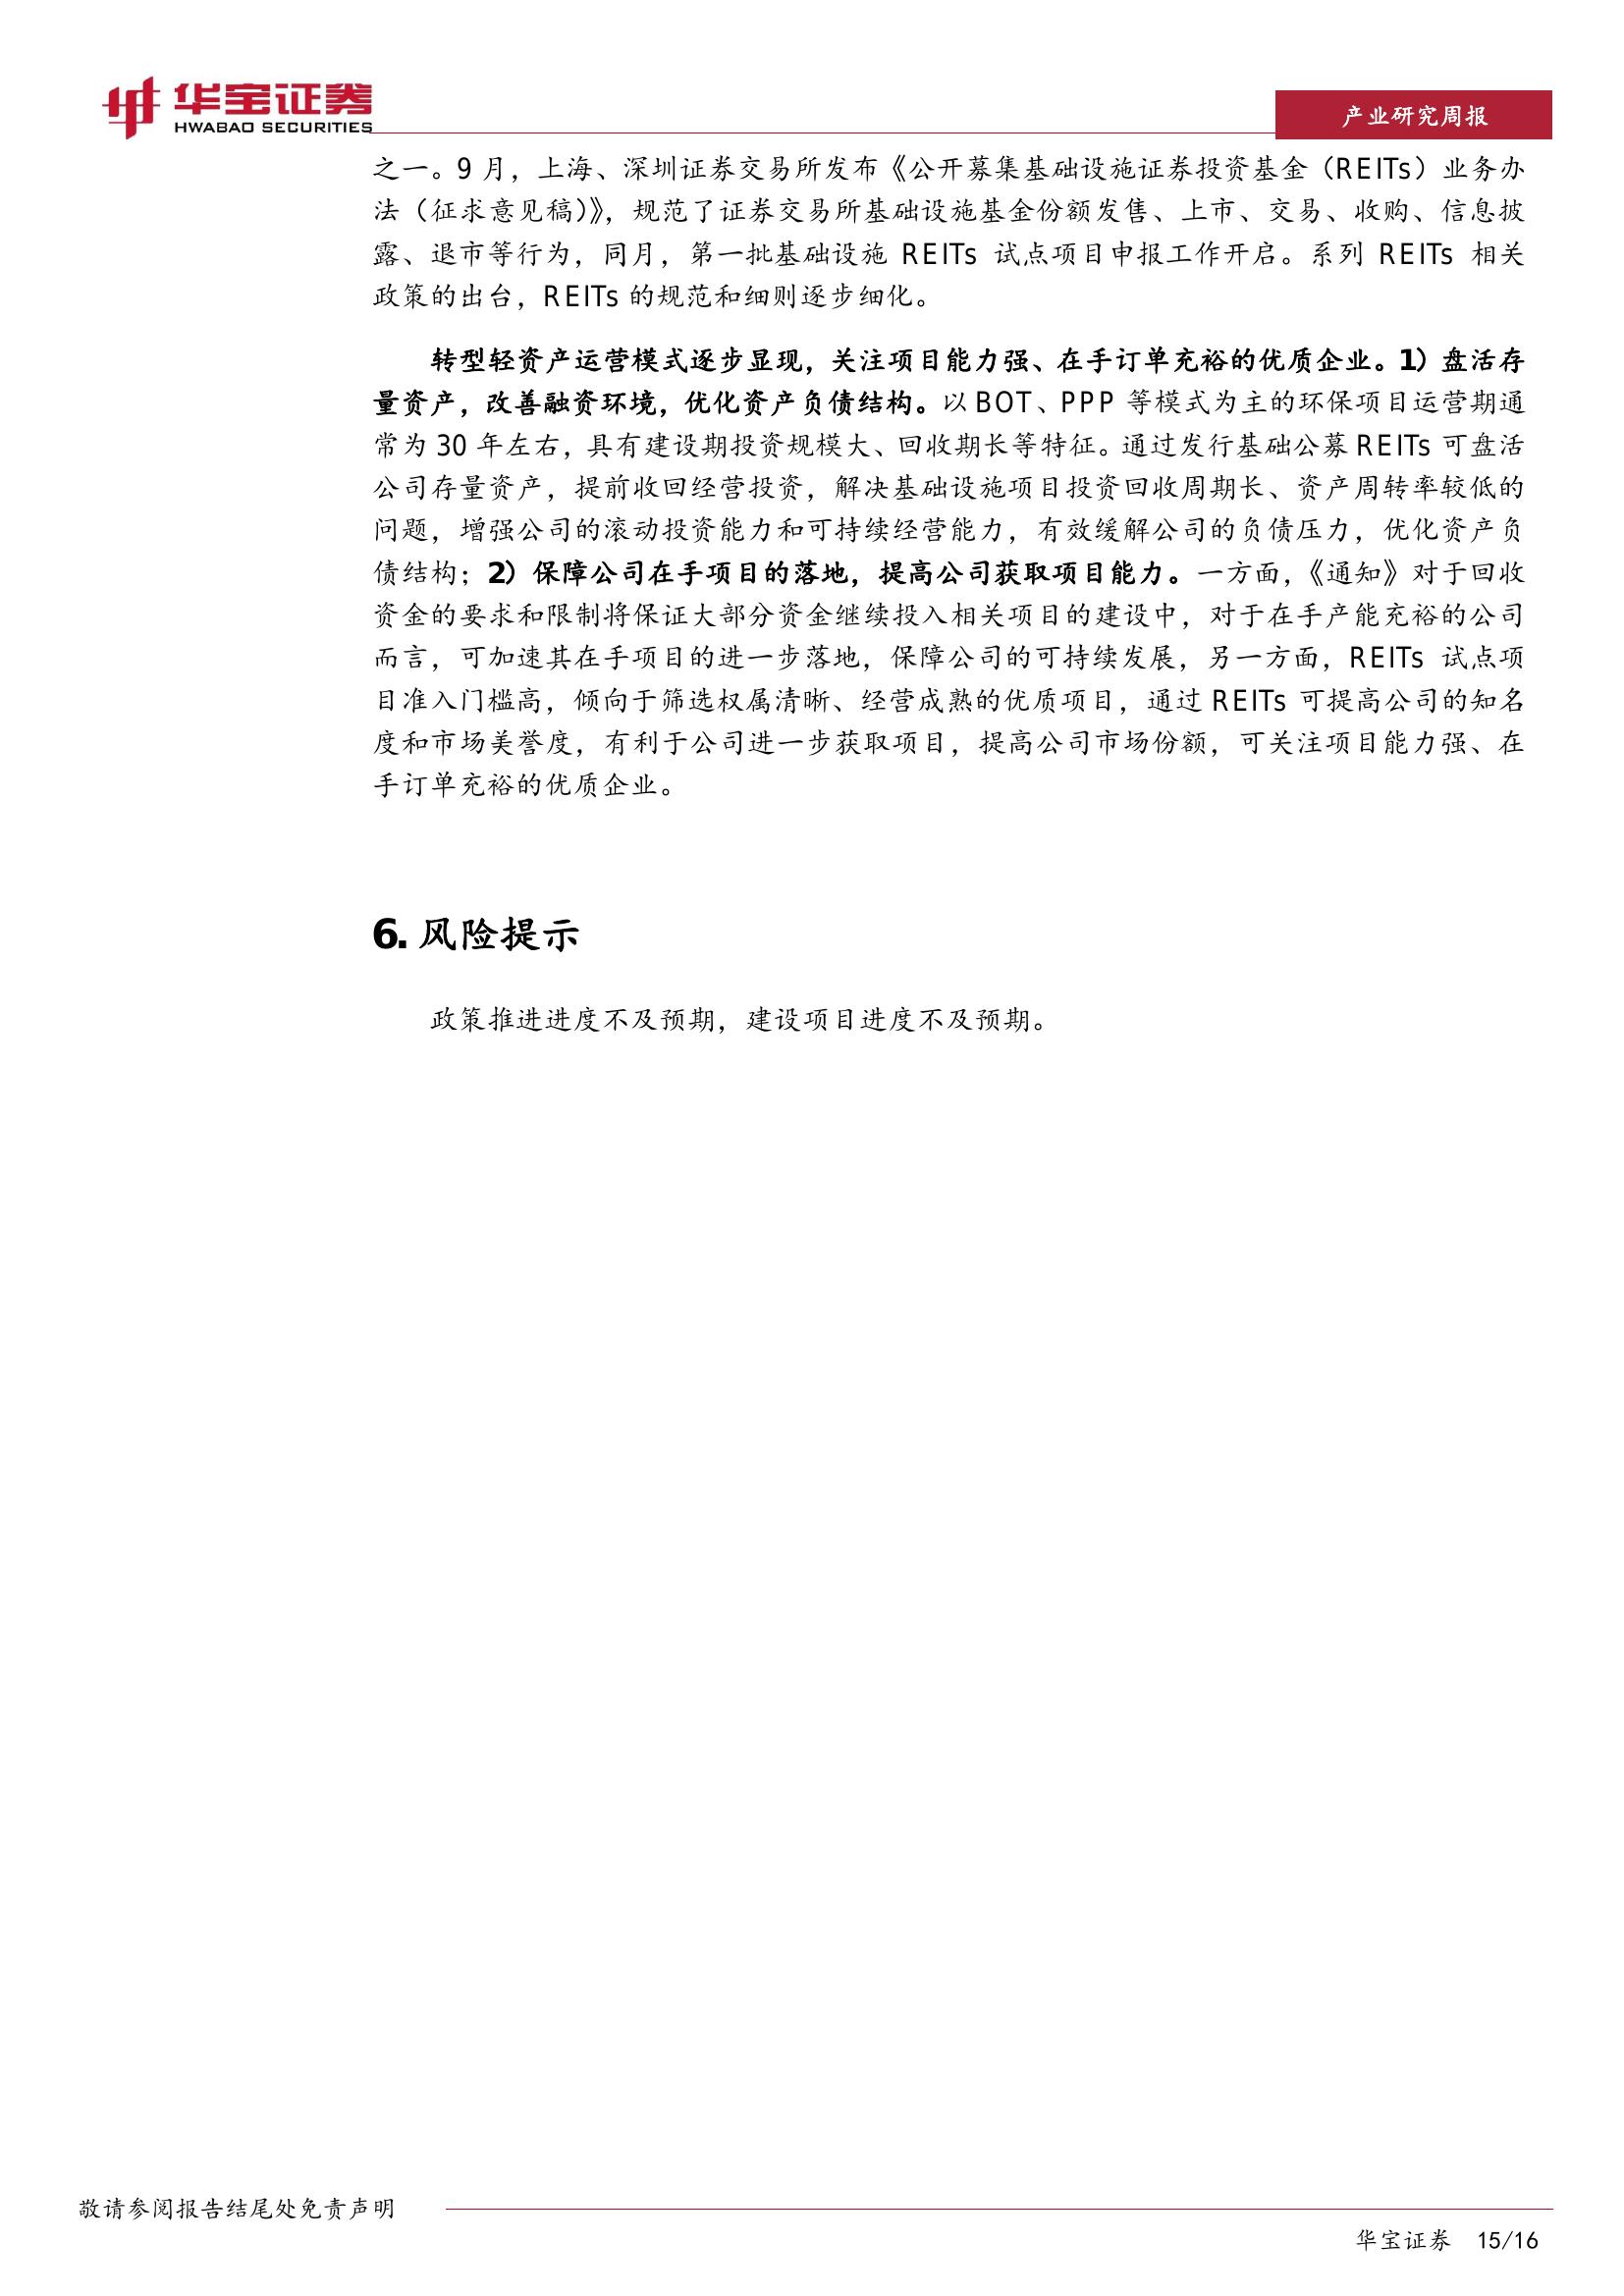 华宝证券
HWABAO SECURITIES
产业研究周报
之一。9 月，上海、深圳证券交易所发布《公开募集基础设施证券投资基金（REITs）业务办
法（征求意见稿）》，规范了证券交易所基础设施基金份额发售、上市、交易、收购、信息披
露、退市等行为，同月，第一批基础设施 REITs 试点项目申报工作开启。系列 REITs 相关
政策的出台，REITs 的规范和细则逐步细化。
转型轻资产运营模式逐步显现，关注项目能力强、在手订单充裕的优质企业。1）盘活存
量资产，改善融资环境，优化资产负债结构。以 BOT、PPP 等模式为主的环保项目运营期通
常为 30 年左右，具有建设期投资规模大、回收期长等特征。通过发行基础公募 REITs 可盘活
公司存量资产，提前收回经营投资，解决基础设施项目投资回收周期长、资产周转率较低的
问题，增强公司的滚动投资能力和可持续经营能力，有效缓解公司的负债压力，优化资产负
债结构；2）保障公司在手项目的落地，提高公司获取项目能力。一方面，《通知》对于回收
资金的要求和限制将保证大部分资金继续投入相关项目的建设中，对于在手产能充裕的公司
而言，可加速其在手项目的进一步落地，保障公司的可持续发展，另一方面，REITs 试点项
目准入门槛高，倾向于筛选权属清晰、经营成熟的优质项目，通过 REITs 可提高公司的知名
度和市场美誉度，有利于公司进一步获取项目，提高公司市场份额，可关注项目能力强、在
手订单充裕的优质企业。
6. 风险提示
政策推进进度不及预期，建设项目进度不及预期。
敬请参阅报告结尾处免责声明
华宝证券 15/16